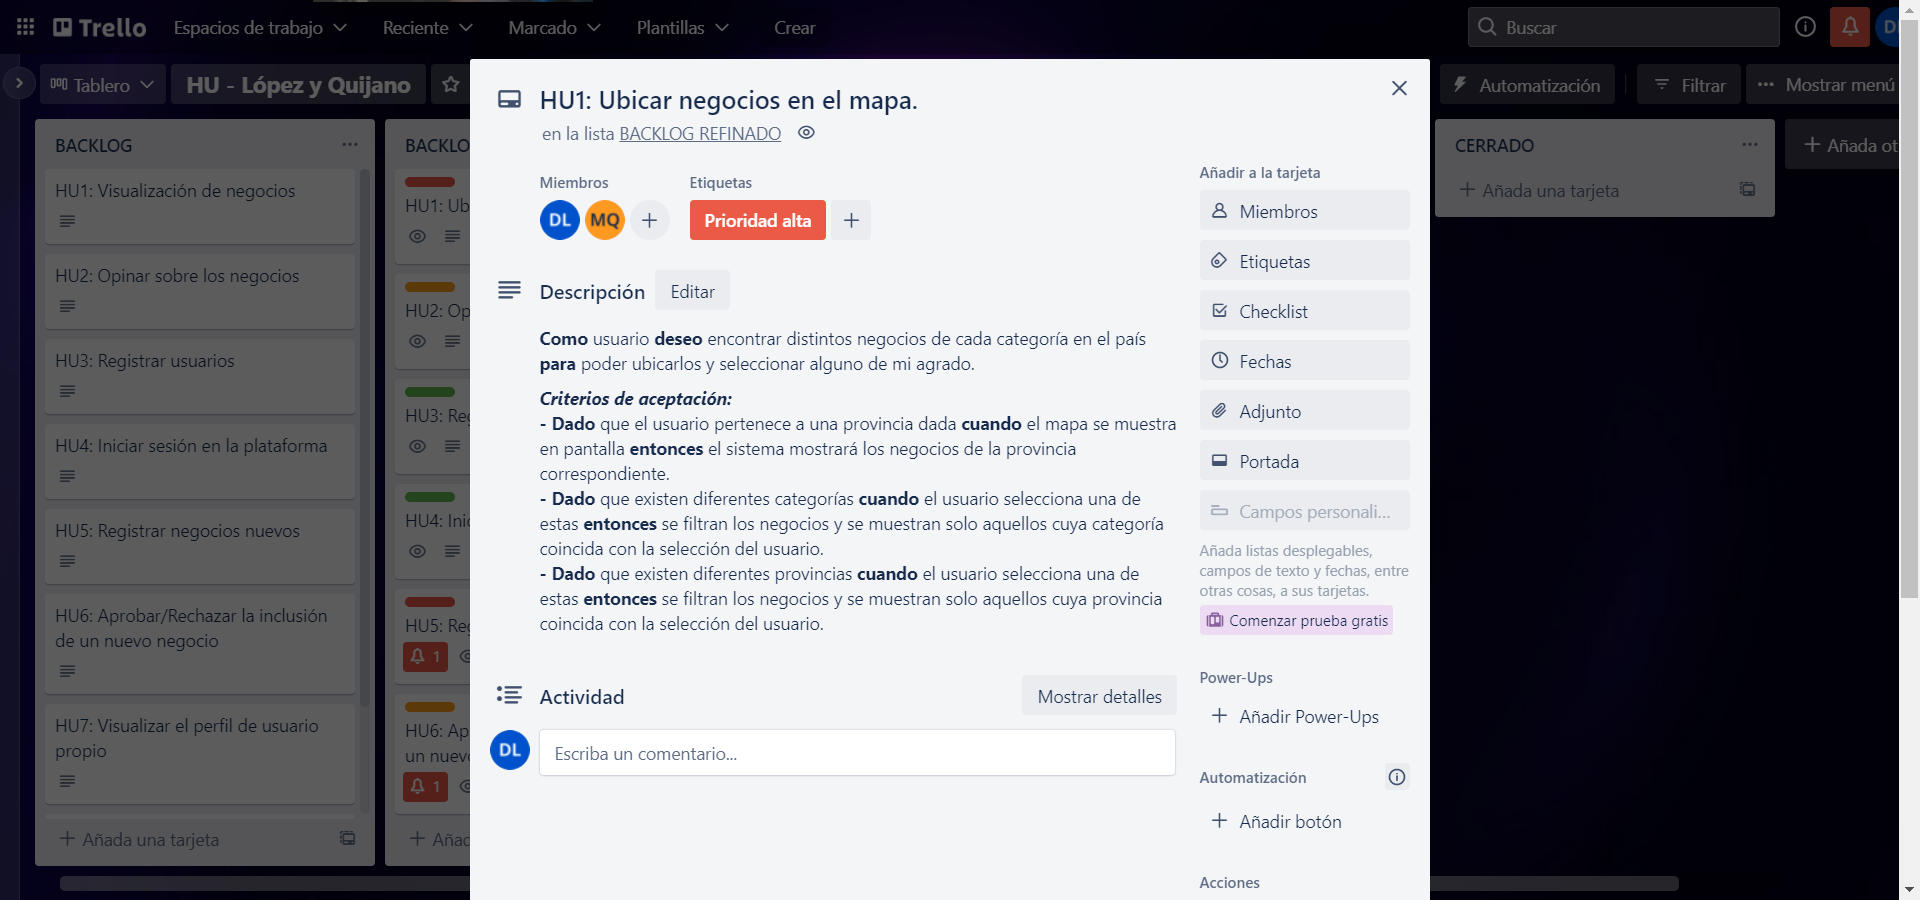 Trello
Espacios de trabajo
Reciente
Marcado
Plantillas
Crear
Buscar
Tablero
HU - López y Quijano
Automatización
Filtrar
Mostrar menú
BACKLOG
HU1: Visualización de negocios
HU2: Opinar sobre los negocios
HU3: Registrar usuarios
HU4: Iniciar sesión en la plataforma
HU5: Registrar negocios nuevos
HU6: Aprobar/Rechazar la inclusión
de un nuevo negocio
HU7: Visualizar el perfil de usuario
propio
Añada una tarjeta
BACKLO
HU1: Ub
HU2: Op
HU3: Reg
HU4: Inic
HU5: Reg
1
HU6: Ap
un nuevo
1
Añad
HU1: Ubicar negocios en el mapa.
en la lista BACKLOG REFINADO
Miembros
DL
MQ
Etiquetas
Prioridad alta
Descripción
Editar
Como usuario deseo encontrar distintos negocios de cada categoría en el país
para poder ubicarlos y seleccionar alguno de mi agrado.
Criterios de aceptación:
- Dado que el usuario pertenece a una provincia dada cuando el mapa se muestra
en pantalla entonces el sistema mostrará los negocios de la provincia
correspondiente.
- Dado que existen diferentes categorías cuando el usuario selecciona una de
estas entonces se filtran los negocios y se muestran solo aquellos cuya categoría
coincida con la selección del usuario.
- Dado que existen diferentes provincias cuando el usuario selecciona una de
estas entonces se filtran los negocios y se muestran solo aquellos cuya provincia
coincida con la selección del usuario.
Actividad
Mostrar detalles
DL
Escriba un comentario...
Añadir a la tarjeta
Miembros
Etiquetas
Checklist
Fechas
Adjunto
Portada
Campos personali...
Añada listas desplegables,
campos de texto y fechas, entre
otras cosas, a sus tarjetas.
Comenzar prueba gratis
Power-Ups
Añadir Power-Ups
Automatización
Añadir botón
Acciones
CERRADO
Añada una tarjeta
Añada ot